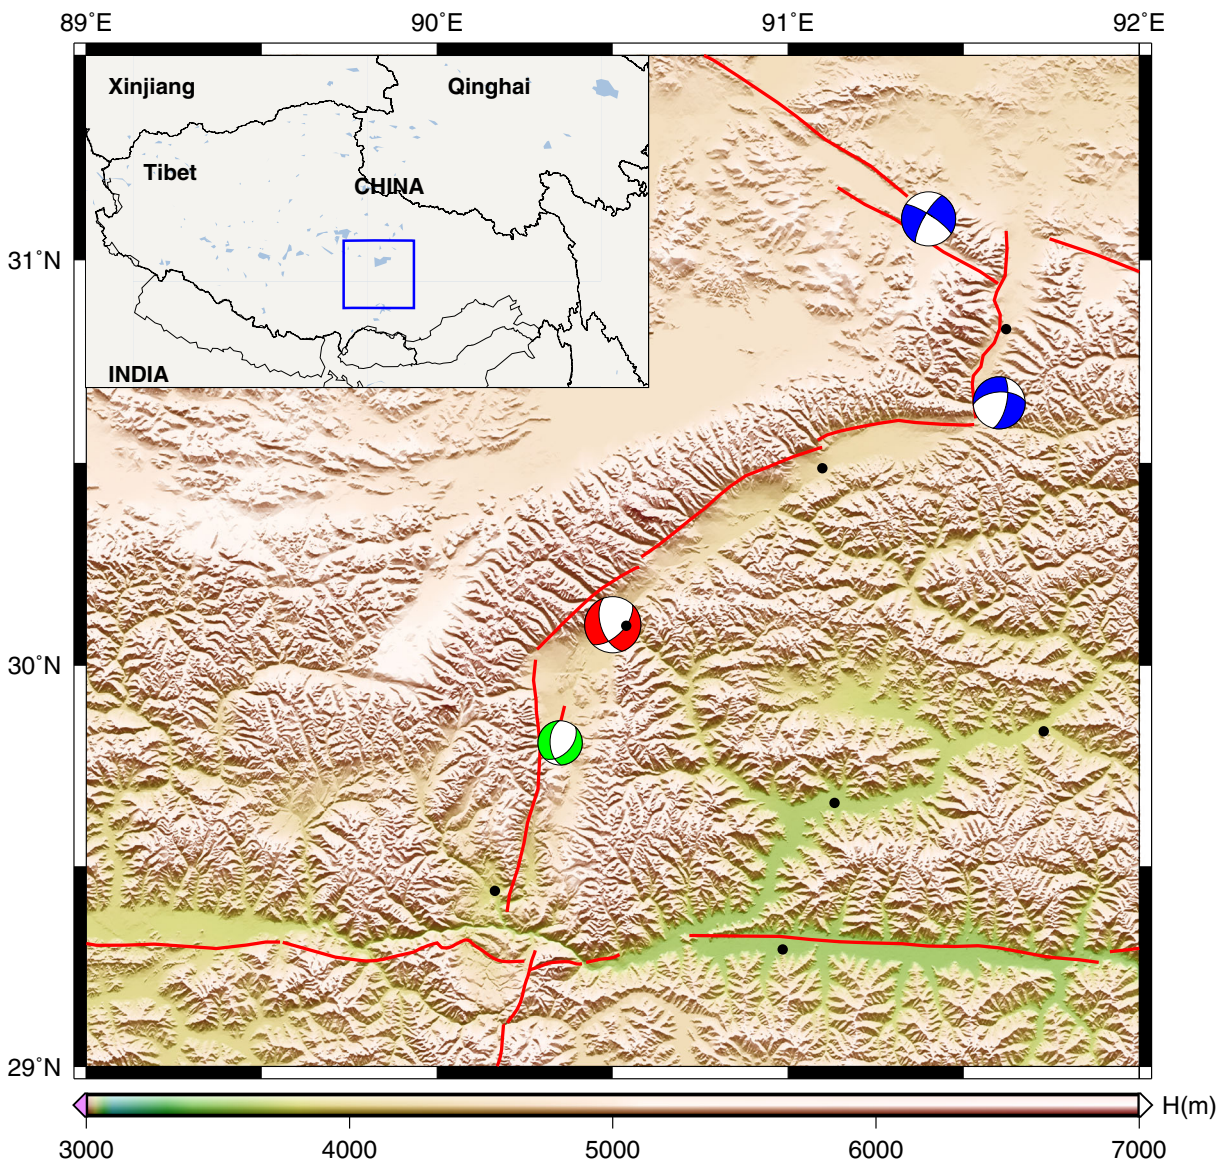 89˚E 90˚E 91˚E 92˚E
Xinjiang Qinghai
Tibet
CHINA
31˚N
INDIA
30˚N
29˚N
H(m)
3000 4000 5000 6000 7000